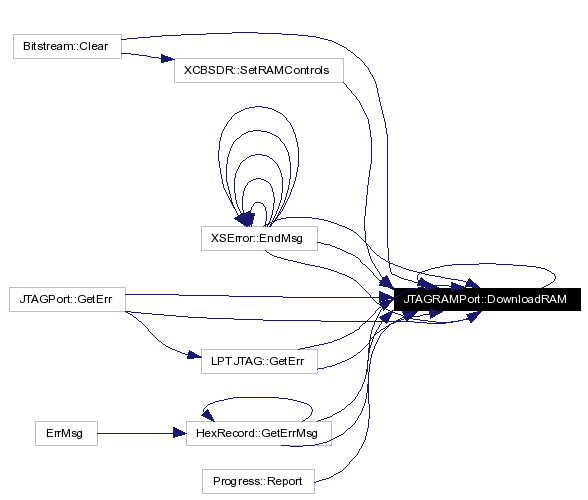 Bitstream::Clear
XCBSDR::SetRAMControls
XSError::EndMsg
JTAGPort::GetErr
JTAGRAMPort::DownloadRAM
LPTJTAG::GetErr
ErrMsg
HexRecord::GetErrMsg
Progress::Report